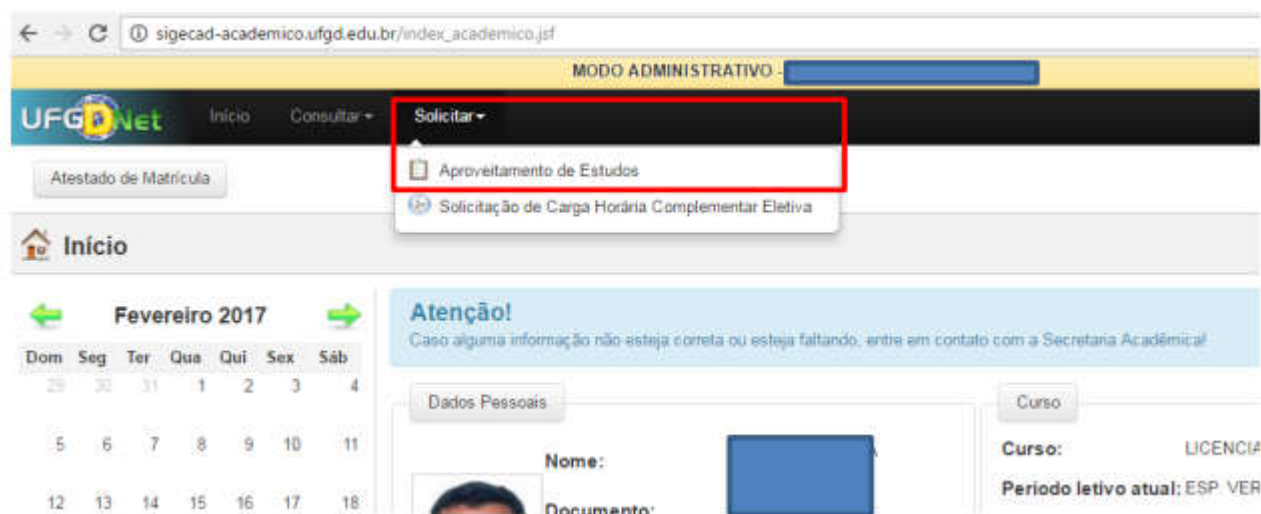 sigecad-academico.ufgd.edu.br/index_academico.jsf
MODO ADMINISTRATIVO -
UFGDNet Início Consultar Solicitar
Atestado de Matrícula
Aproveitamento de Estudos
Solicitação de Carga Horária Complementar Eletiva
Início
Fevereiro 2017
Dom Seg Ter Qua Qui Sex Sáb
29 30 31 1 2 3 4
5 6 7 8 9 10 11
12 13 14 15 16 17 18
Atenção!
Caso alguma informação não esteja correta ou esteja faltando, entre em contato com a Secretaria Acadêmica!
Dados Pessoais
Nome:
Documento:
Curso
Curso: LICENCIA
Período letivo atual: ESP. VER